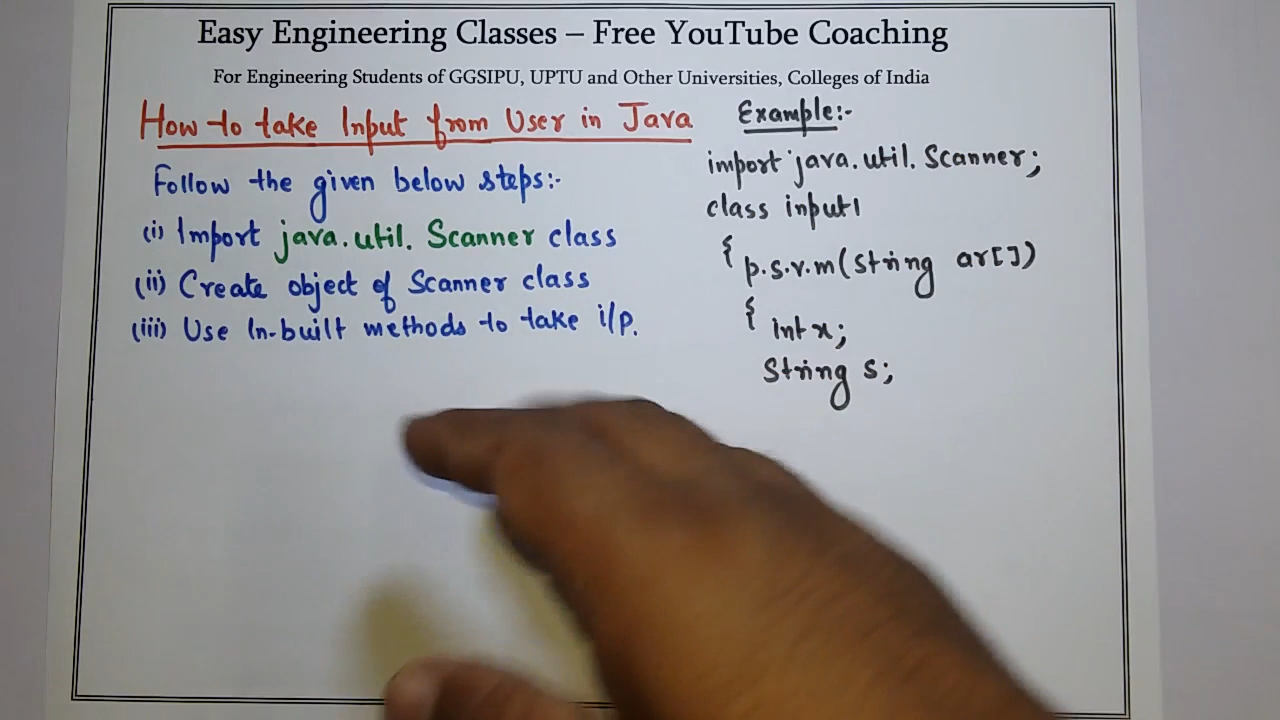 Easy Engineering Classes – Free YouTube Coaching
For Engineering Students of GGSIPU, UPTU and Other Universities, Colleges of India
How to take Input from User in Java
Follow the given below steps:-
(i) Import java.util. Scanner class
(ii) Create object of Scanner class
(iii) Use In-built methods to take i/p.
Example:-
import java.util. Scanner;
class input1
{ p.s.v.m(String ar[])
{ int x;
String s;